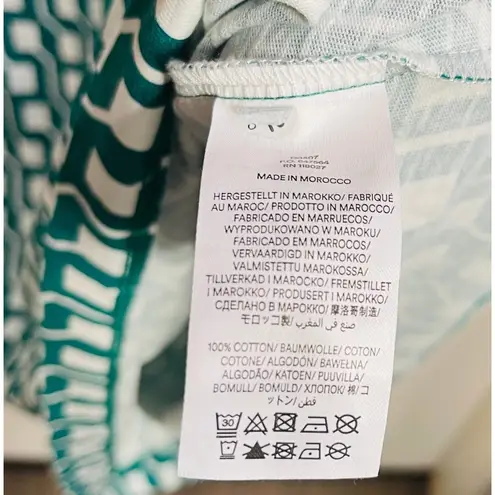 MADE IN MOROCCO
HERGESTELLT IN MAROKKO/ FABRIQUÉ
AU MAROC/ PRODOTTO IN MAROCCO/
FABRICADO EN MARRUECOS/
WYPRODUKOWANO W MAROKU/
FABRICADO EM MARROCOS/
VERVAARDIGD IN MAROKKO/
VALMISTETTU MAROKOSSA/
TILLVERKAD I MAROCKO/ FREMSTILLET
I MAROKKO/ PRODUSERT I MAROKKO/
СДЕЛАНО В МАРОККО/ 摩洛哥制造/
モロッコ製/ صنع في المغرب
100% COTTON/ BAUMWOLLE/ COTON/
COTONE/ ALGODÓN/ BAWEŁNA/
ALGODÃO/ KATOEN/ PUUVILLA/
BOMULL/ BOMULD/ ХЛОПОК/ 棉/ コ
ットン/ قطن
30